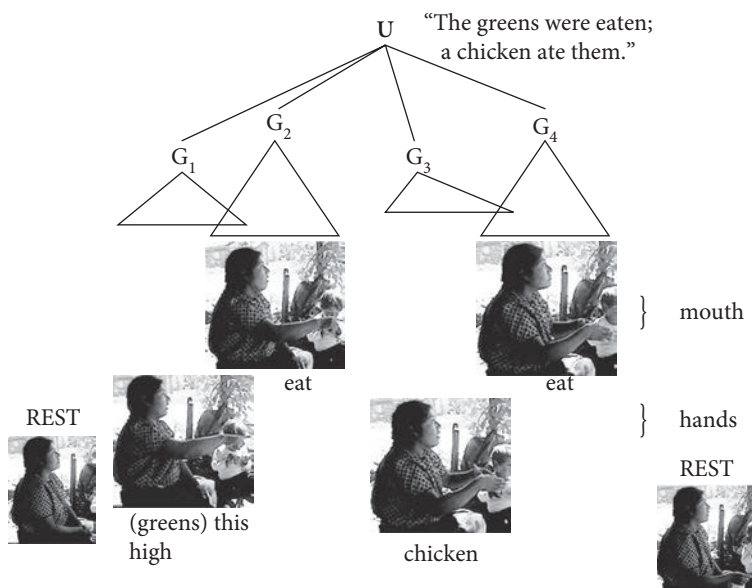 U
“The greens were eaten;
a chicken ate them.”
G2
G4
G1
G3
} mouth
eat
eat
} hands
REST
REST
(greens) this
high
chicken